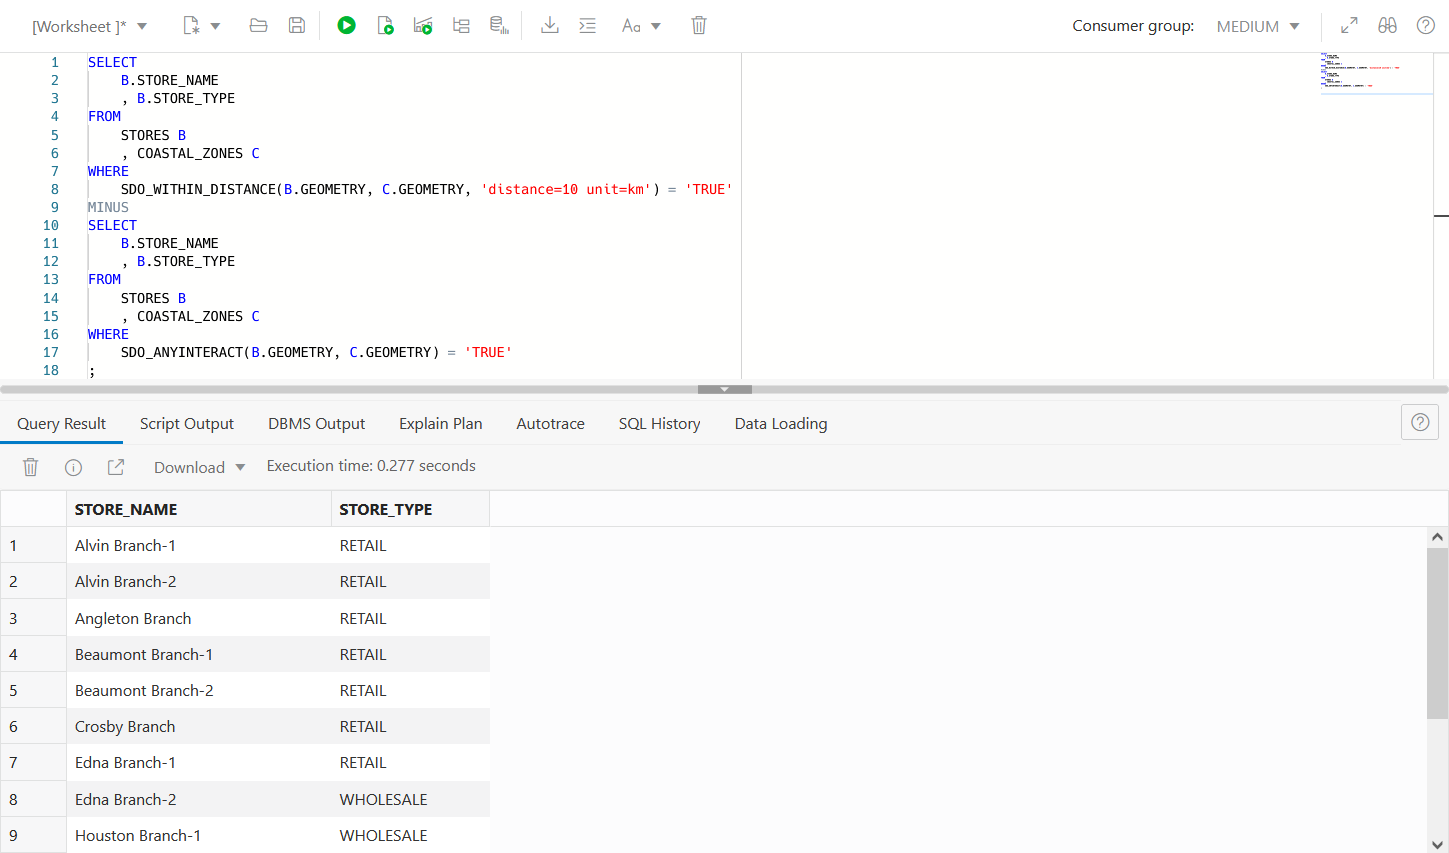 [Worksheet ]* Aa Consumer group: MEDIUM
1 SELECT
2 B.STORE_NAME
3 , B.STORE_TYPE
4 FROM
5 STORES B
6 , COASTAL_ZONES C
7 WHERE
8 SDO_WITHIN_DISTANCE(B.GEOMETRY, C.GEOMETRY, 'distance=10 unit=km') = 'TRUE'
9 MINUS
10 SELECT
11 B.STORE_NAME
12 , B.STORE_TYPE
13 FROM
14 STORES B
15 , COASTAL_ZONES C
16 WHERE
17 SDO_ANYINTERACT(B.GEOMETRY, C.GEOMETRY) = 'TRUE'
18 ;
Query Result Script Output DBMS Output Explain Plan Autotrace SQL History Data Loading
Download Execution time: 0.277 seconds
STORE_NAME STORE_TYPE
1 Alvin Branch-1 RETAIL
2 Alvin Branch-2 RETAIL
3 Angleton Branch RETAIL
4 Beaumont Branch-1 RETAIL
5 Beaumont Branch-2 RETAIL
6 Crosby Branch RETAIL
7 Edna Branch-1 RETAIL
8 Edna Branch-2 WHOLESALE
9 Houston Branch-1 WHOLESALE